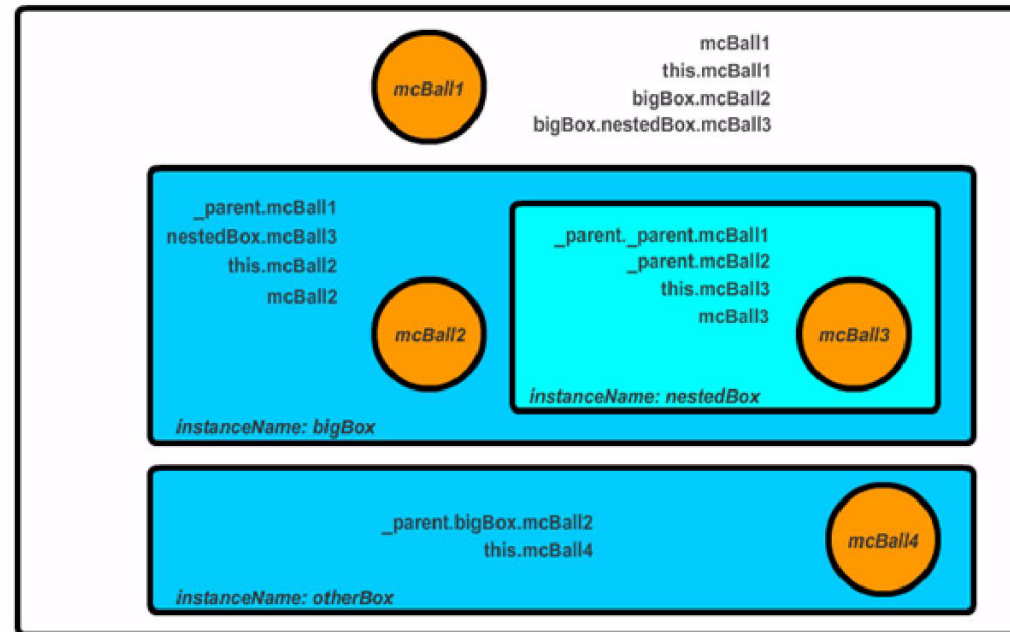 mcBall1
mcBall1
this.mcBall1
bigBox.mcBall2
bigBox.nestedBox.mcBall3
_parent.mcBall1
nestedBox.mcBall3
this.mcBall2
mcBall2
mcBall2
instanceName: bigBox
_parent._parent.mcBall1
_parent.mcBall2
this.mcBall3
mcBall3
mcBall3
instanceName: nestedBox
_parent.bigBox.mcBall2
this.mcBall4
mcBall4
instanceName: otherBox